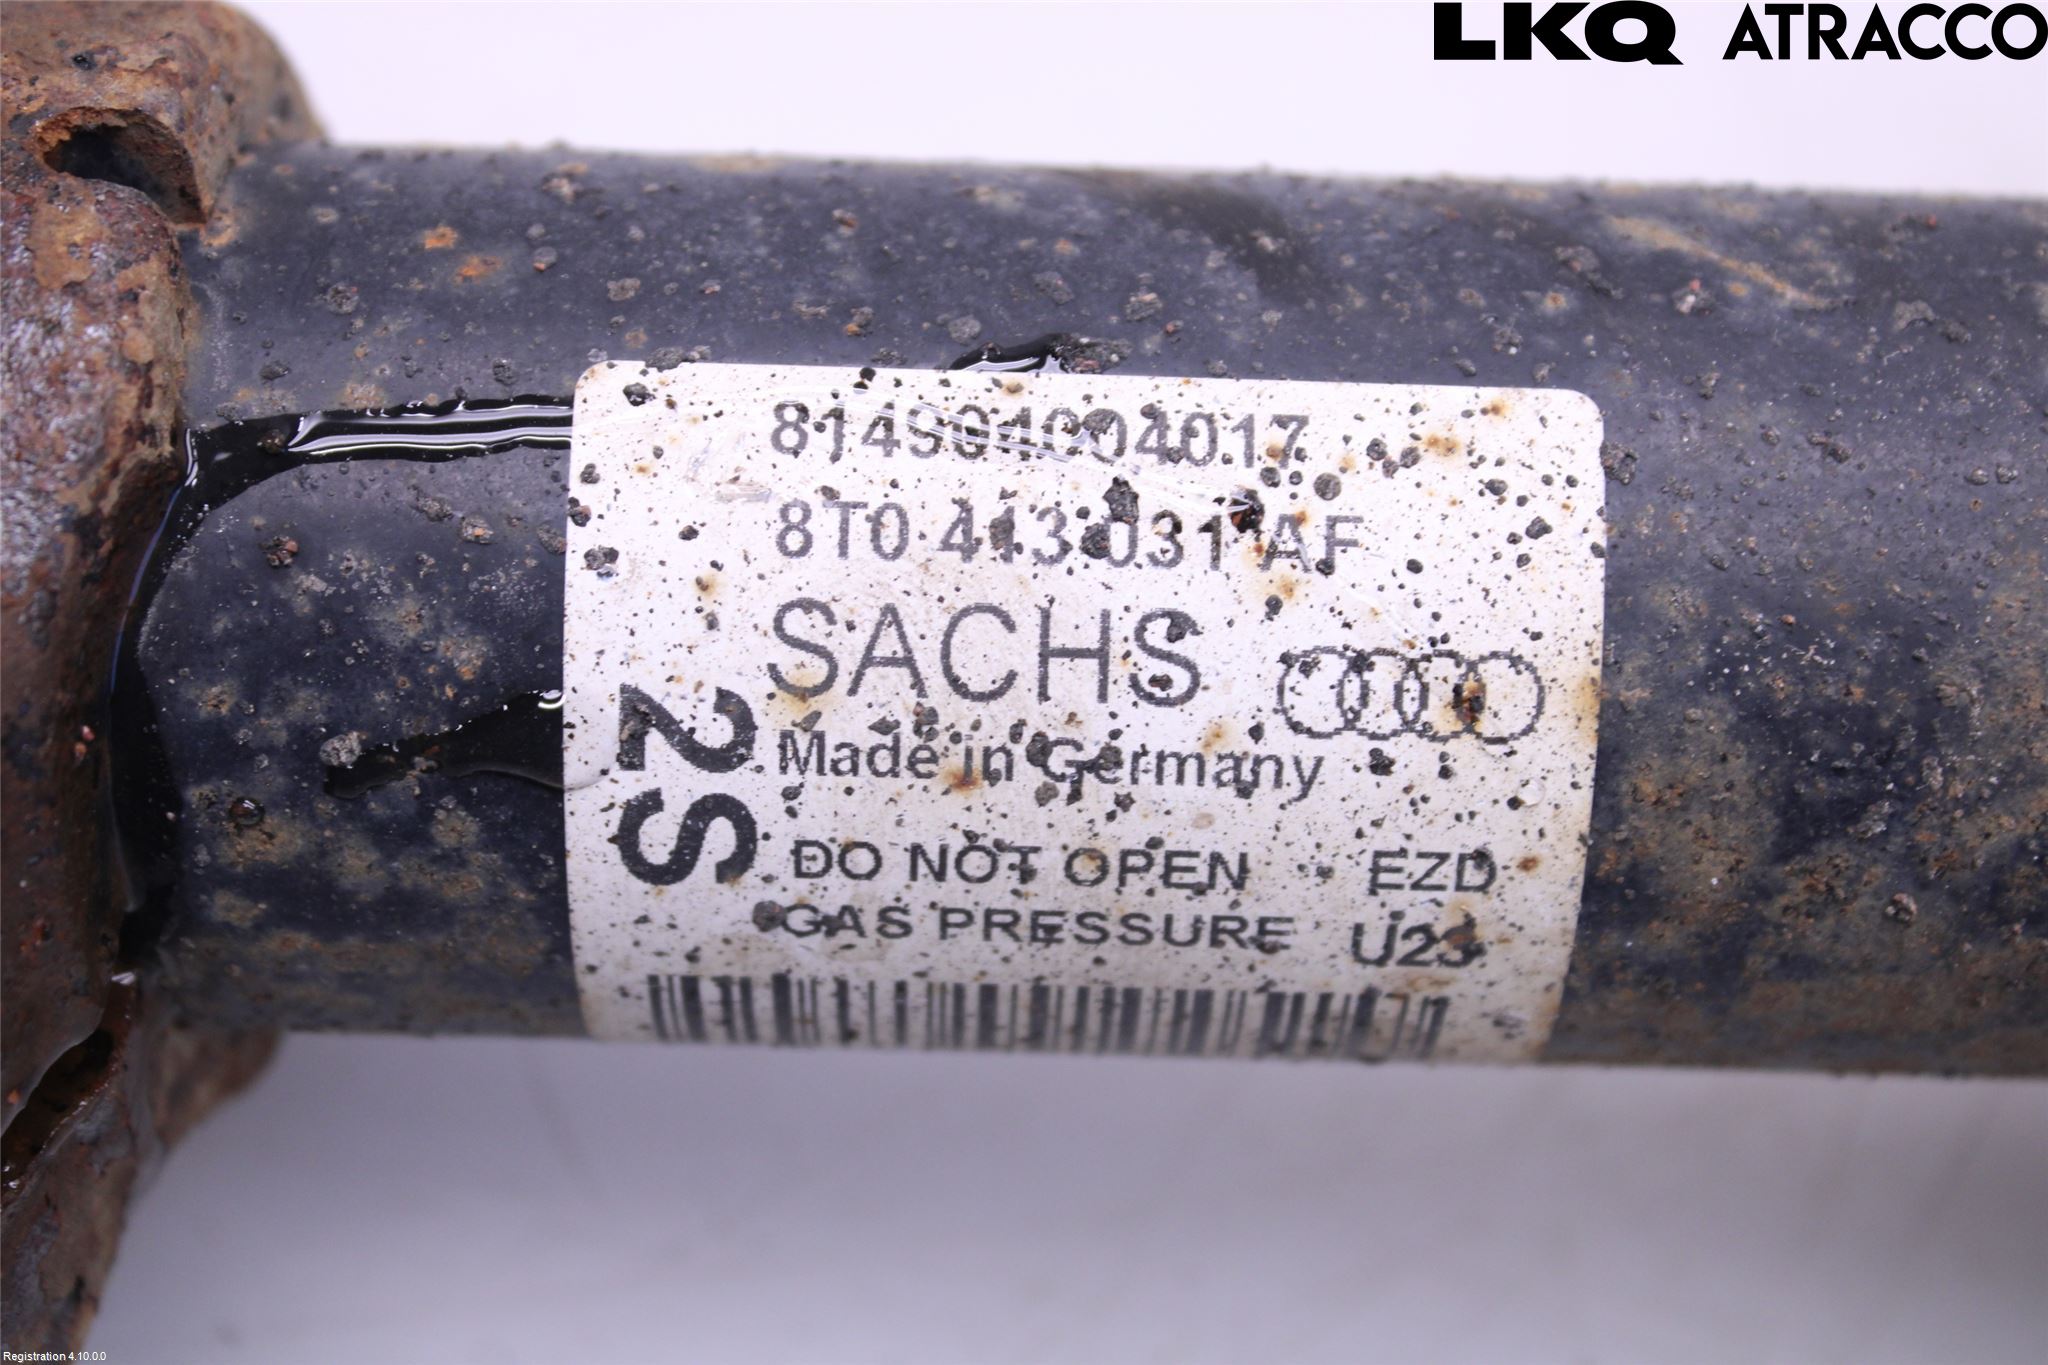 LKQ ATRACCO
814904004017
8T0 413 031 AF
SACHS
Made in Germany
2S
DO NOT OPEN EZD
GAS PRESSURE U23
Registration 4.10.0.0